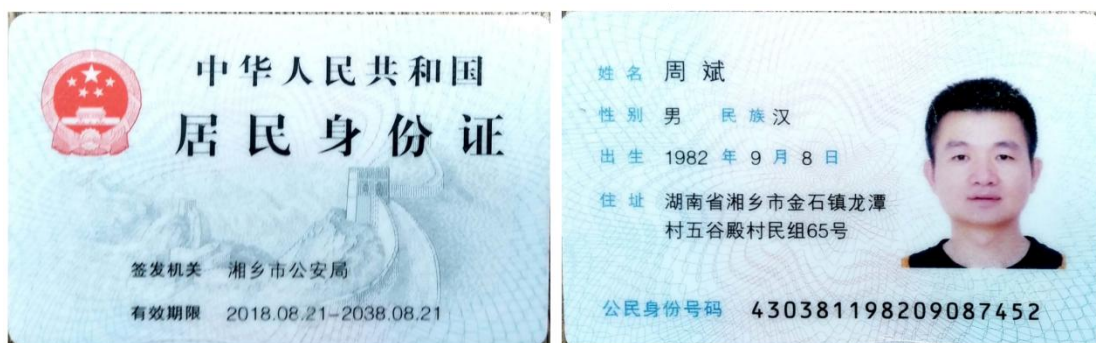 中华人民共和国
居民身份证
签发机关 湘乡市公安局
有效期限 2018.08.21-2038.08.21
姓名 周斌
性别 男 民族 汉
出生 1982 年 9 月 8 日
住址 湖南省湘乡市金石镇龙潭
村五谷殿村民组65号
公民身份号码 430381198209087452